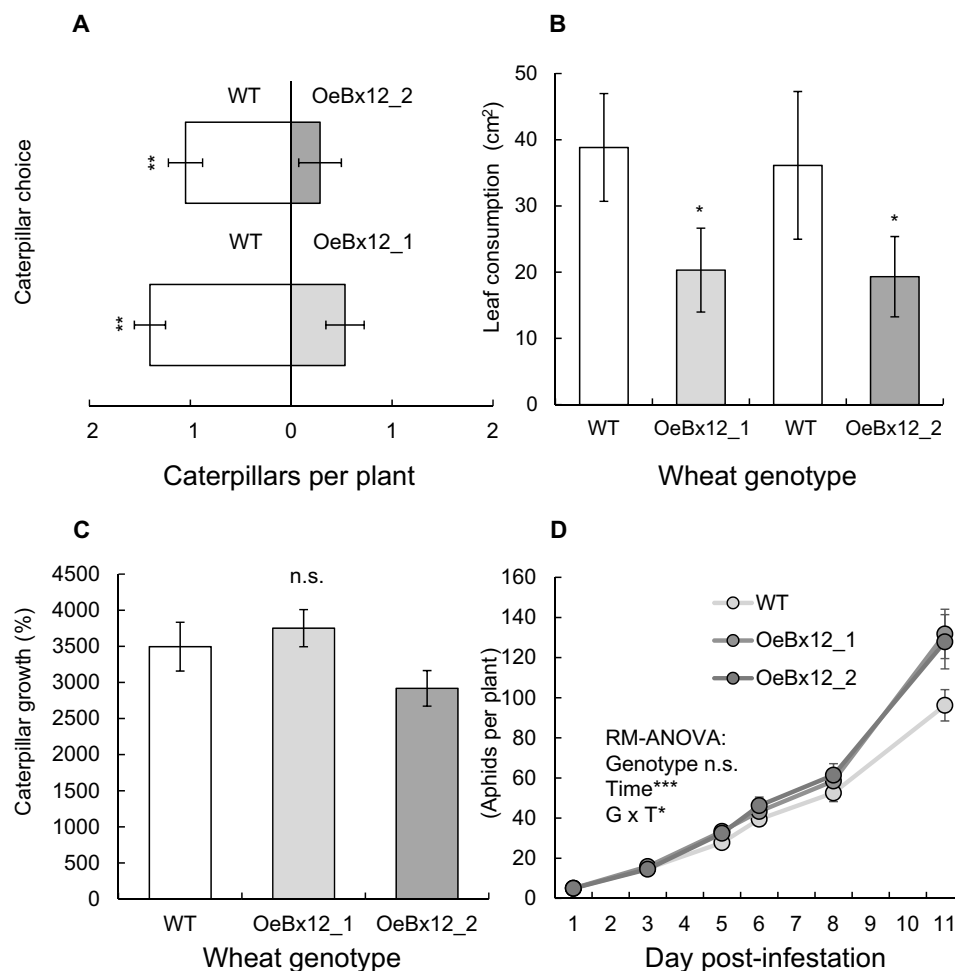 A
WT OeBx12_2
**
WT OeBx12_1
**
Caterpillar choice
2 1 0 1 2
Caterpillars per plant
B
50
40
30
20
10
0
Leaf consumption (cm²)
* *
WT OeBx12_1 WT OeBx12_2
Wheat genotype
C
4500
4000
3500
3000
2500
2000
1500
1000
500
0
Caterpillar growth (%)
n.s.
WT OeBx12_1 OeBx12_2
Wheat genotype
D
160
140
120
100
80
60
40
20
0
(Aphids per plant)
WT
OeBx12_1
OeBx12_2
RM-ANOVA:
Genotype n.s.
Time***
G x T*
1 2 3 4 5 6 7 8 9 10 11
Day post-infestation